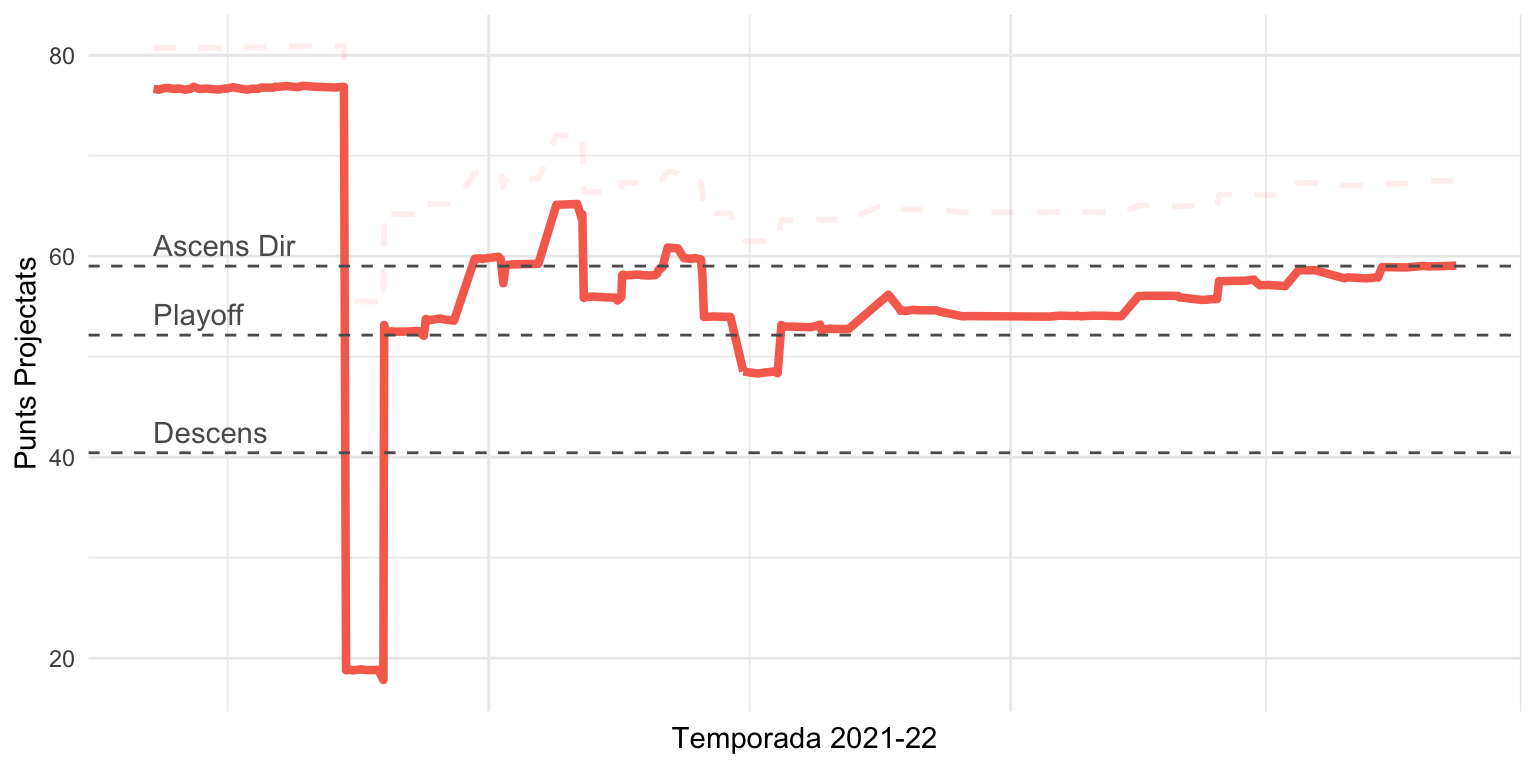 80
60
40
20
Punts Projectats
Ascens Dir
Playoff
Descens
Temporada 2021-22